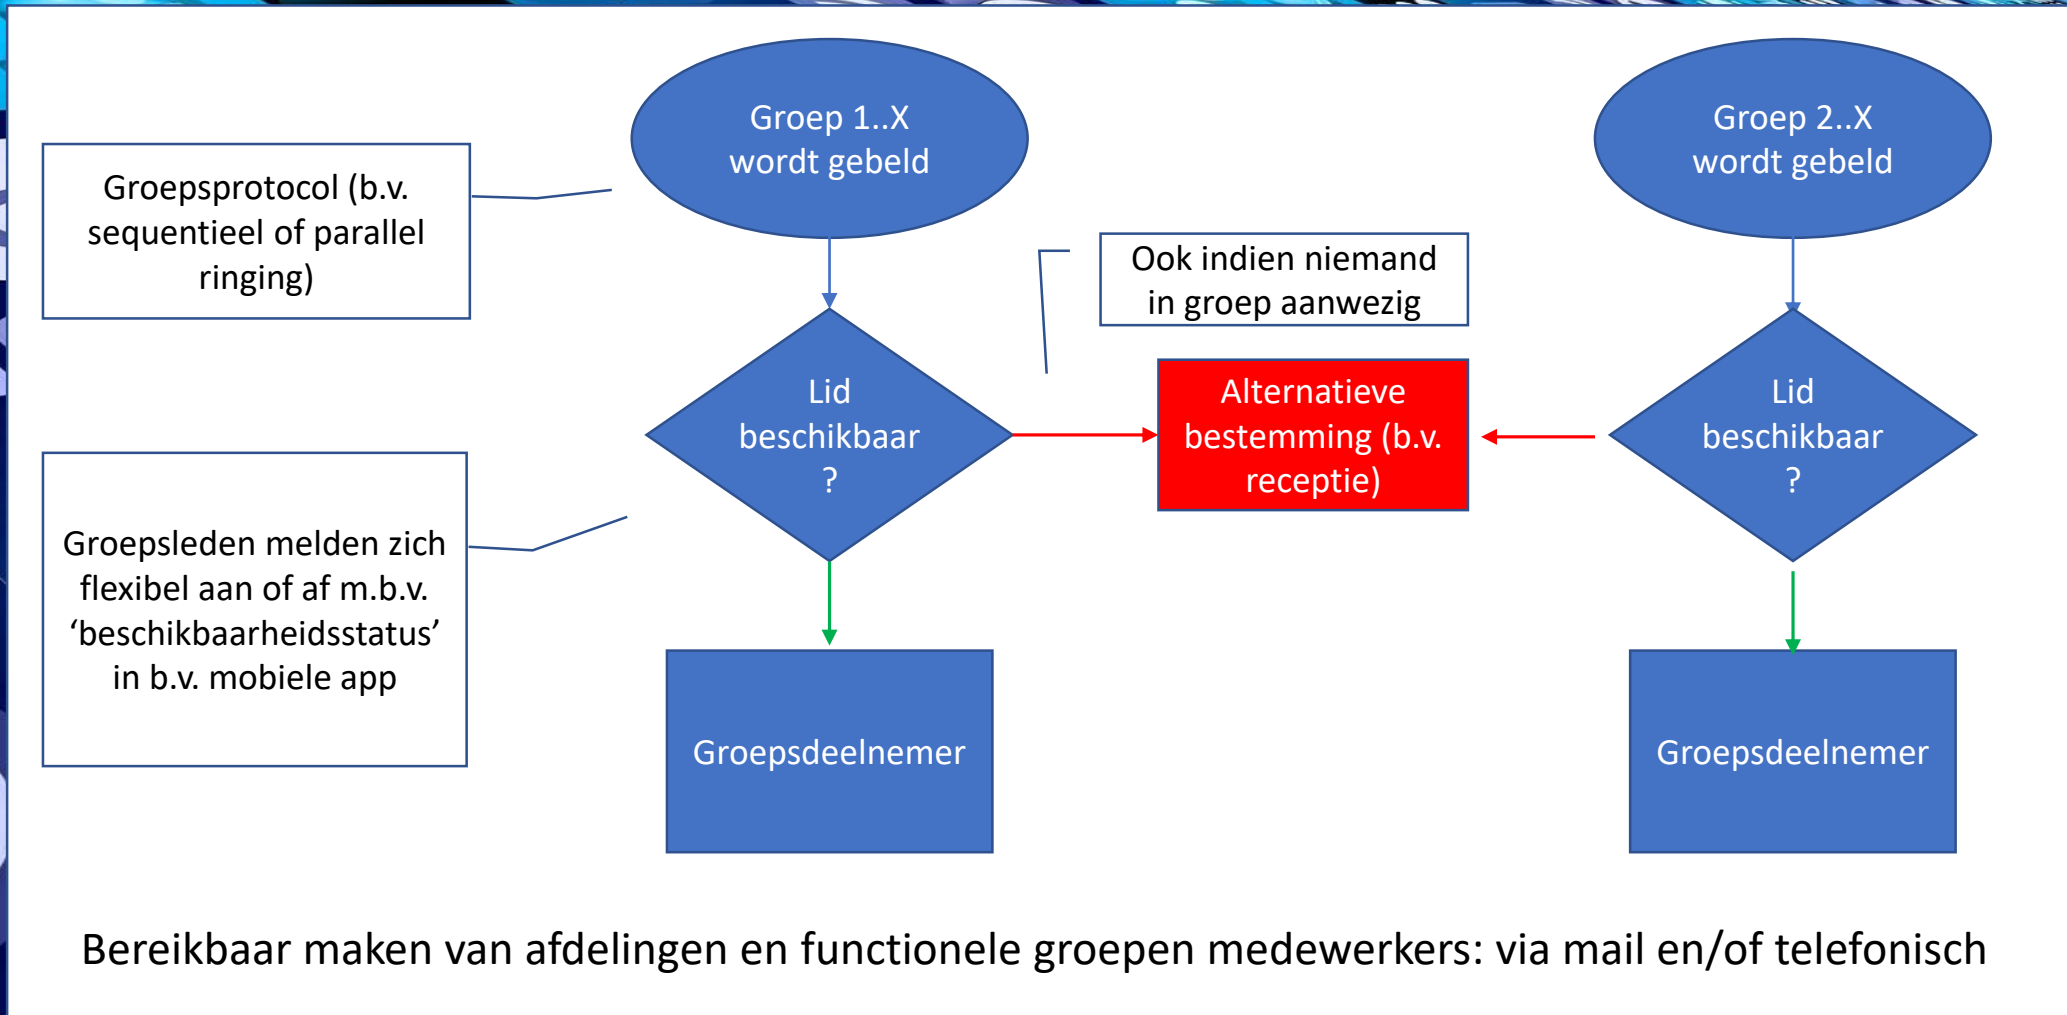 Groep 1..X
wordt gebeld
Groep 2..X
wordt gebeld
Groepsprotocol (b.v.
sequentieel of parallel
ringing)
Ook indien niemand
in groep aanwezig
Lid
beschikbaar
?
Alternatieve
bestemming (b.v.
receptie)
Lid
beschikbaar
?
Groepsleden melden zich
flexibel aan of af m.b.v.
‘beschikbaarheidsstatus’
in b.v. mobiele app
Groepsdeelnemer
Groepsdeelnemer
Bereikbaar maken van afdelingen en functionele groepen medewerkers: via mail en/of telefonisch